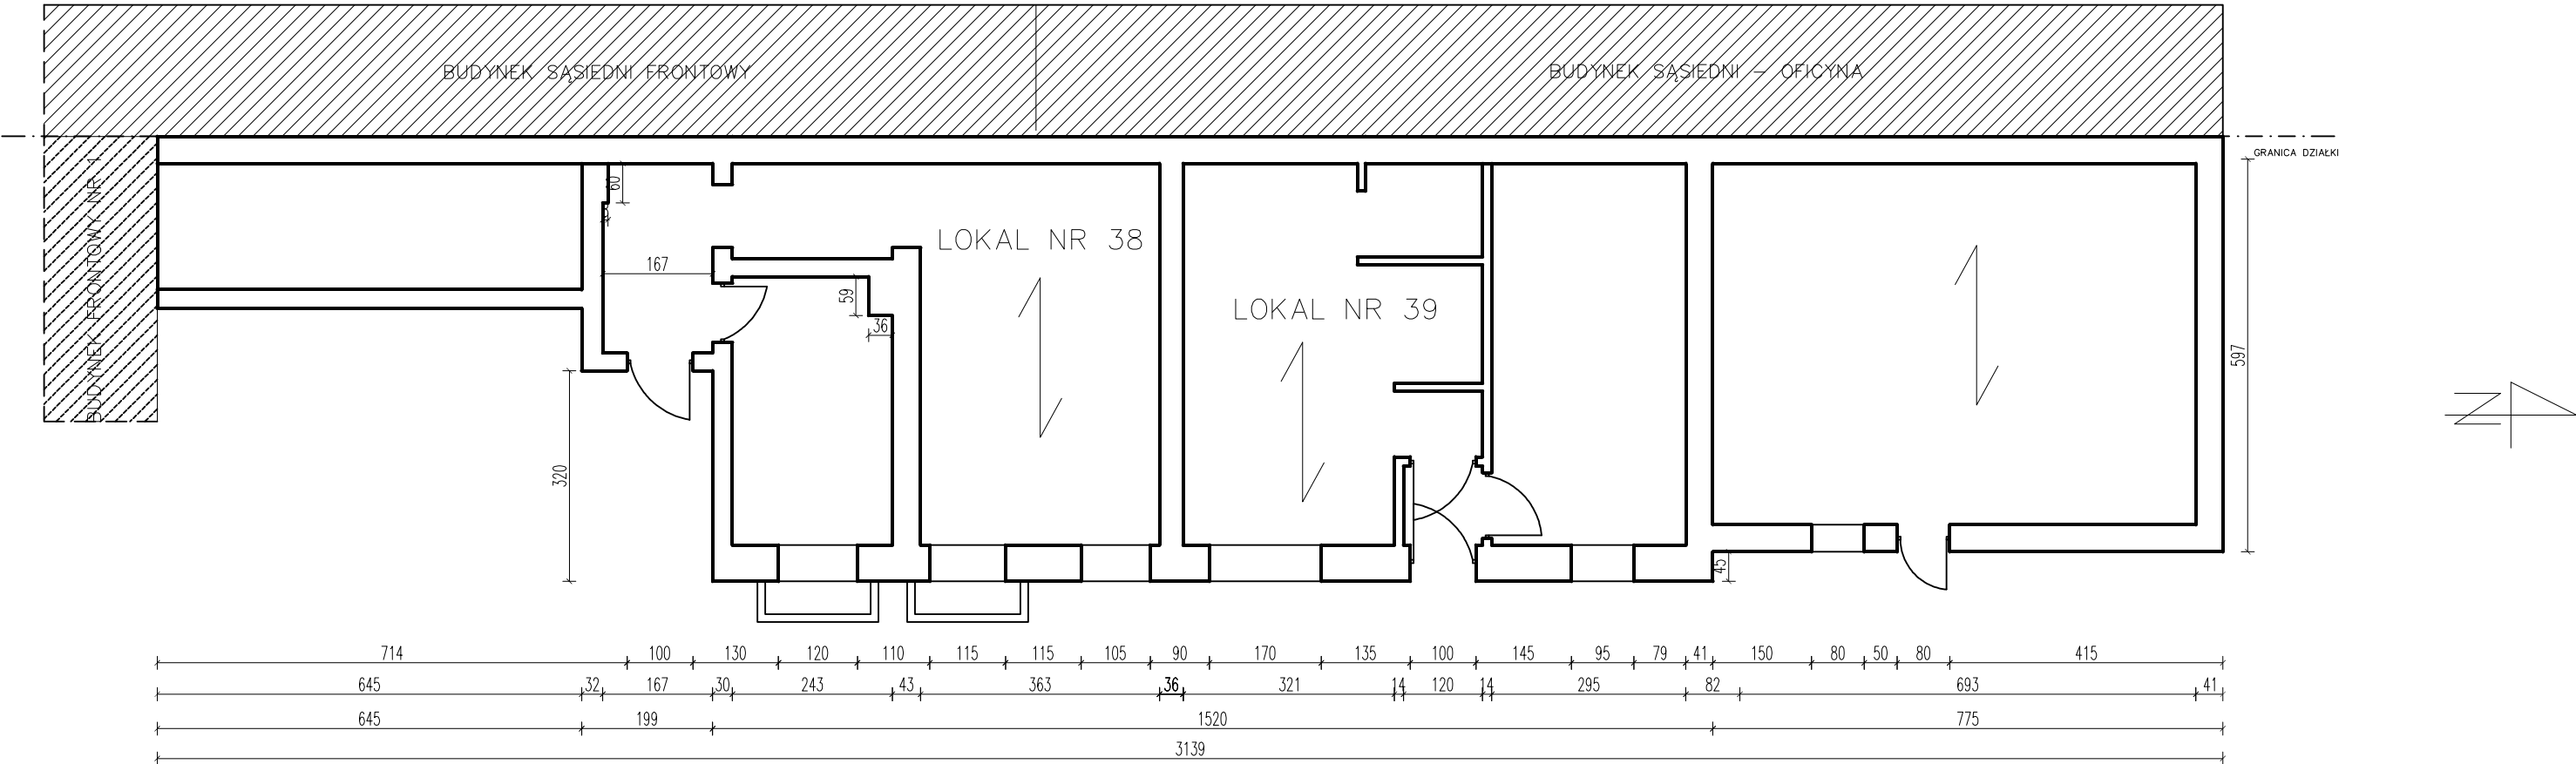 BUDYNEK SĄSIEDNI FRONTOWY
BUDYNEK SĄSIEDNI – OFICYNA
GRANICA DZIAŁKI
BUDYNEK FRONTOWY NR 1
60
167
59
36
LOKAL NR 38
LOKAL NR 39
597
320
45
N
714 100 130 120 110 115 115 105 90 170 135 100 145 95 79 41 150 80 50 80 415
645 32 167 30 243 43 363 36 321 14 120 14 295 82 693 41
645 199 1520 775
3139